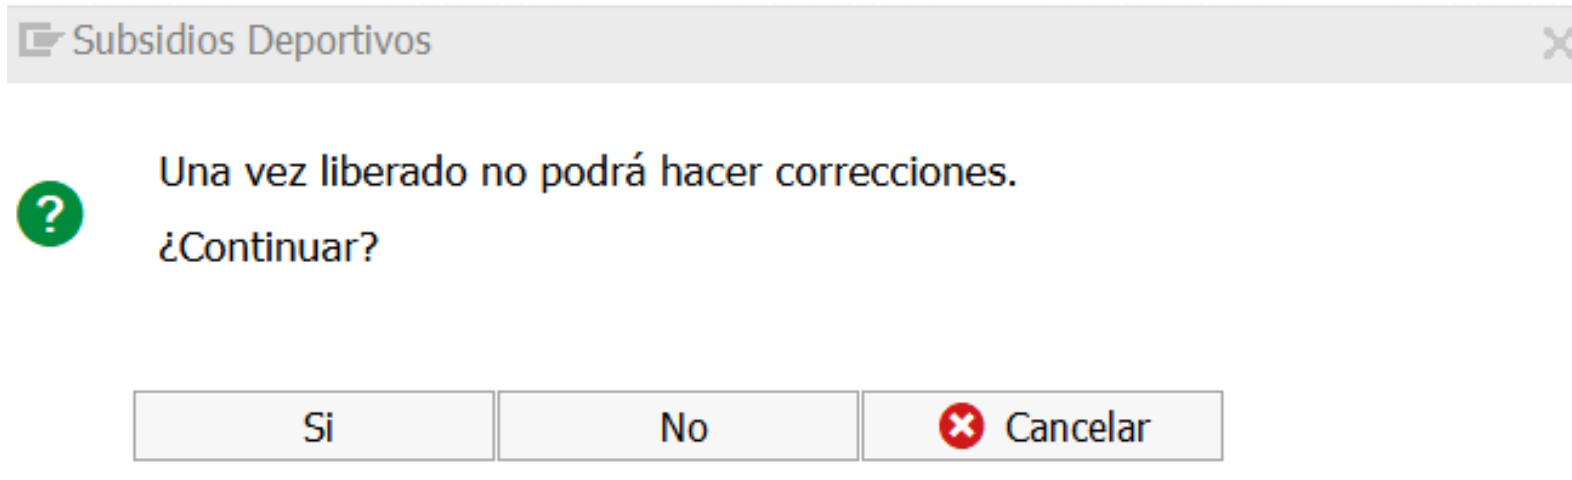 Subsidios Deportivos
Una vez liberado no podrá hacer correcciones.
¿Continuar?
Si No Cancelar